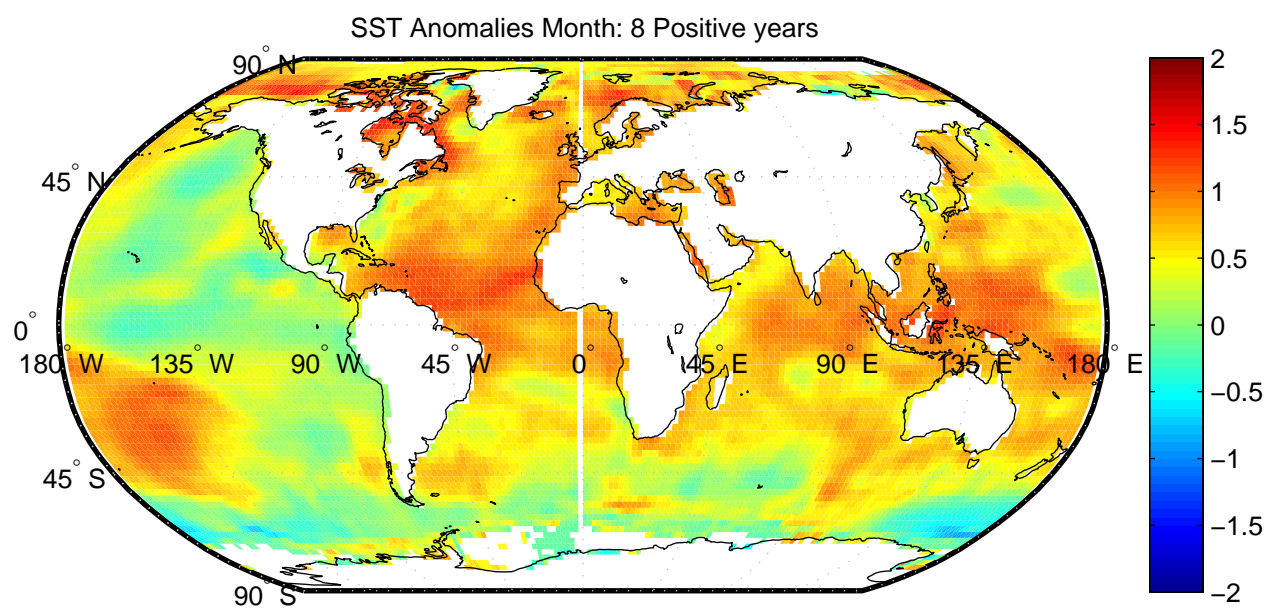 SST Anomalies Month: 8 Positive years
90° N
45° N
0°
180° W 135° W 90° W 45° W 0° 45° E 90° E 135° E 180° E
45° S
90° S
2
1.5
1
0.5
0
−0.5
−1
−1.5
−2